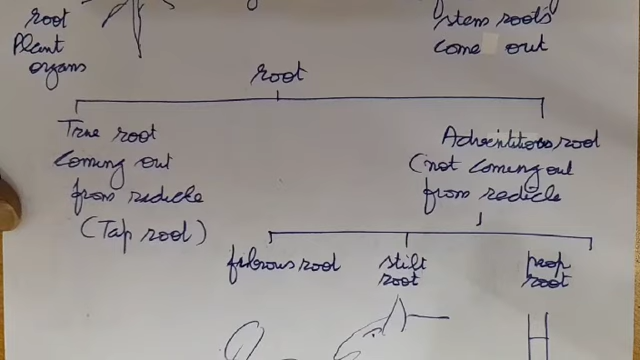 root
Plant
organs
stem roots
come out
root
True root
coming out
from radicle
(Tap root)
Adventitious root
(not coming out
from radicle
fibrous root
stilt
root
prop
root